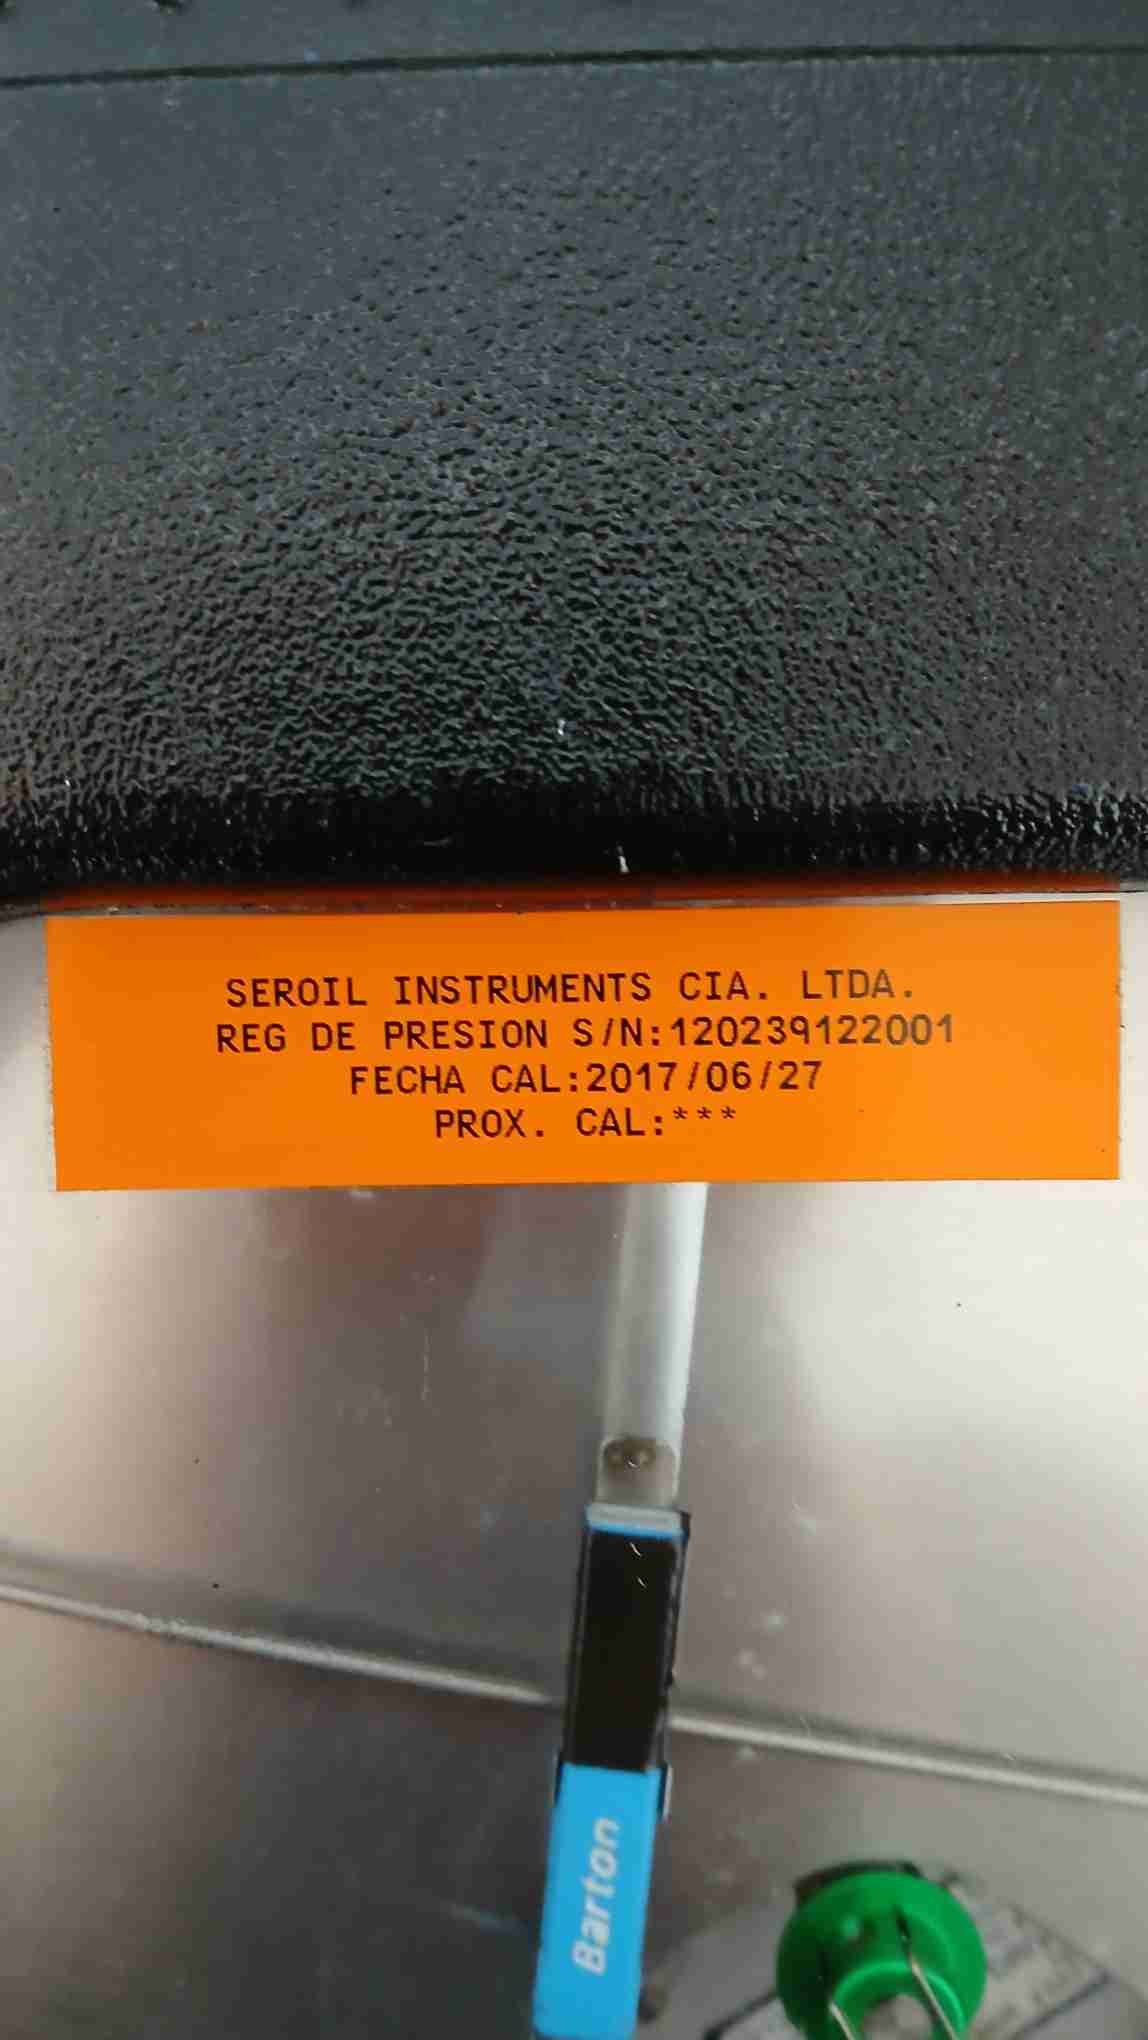 SEROIL INSTRUMENTS CIA. LTDA.
REG DE PRESION S/N:120239122001
FECHA CAL:2017/06/27
PROX. CAL:***
Barton